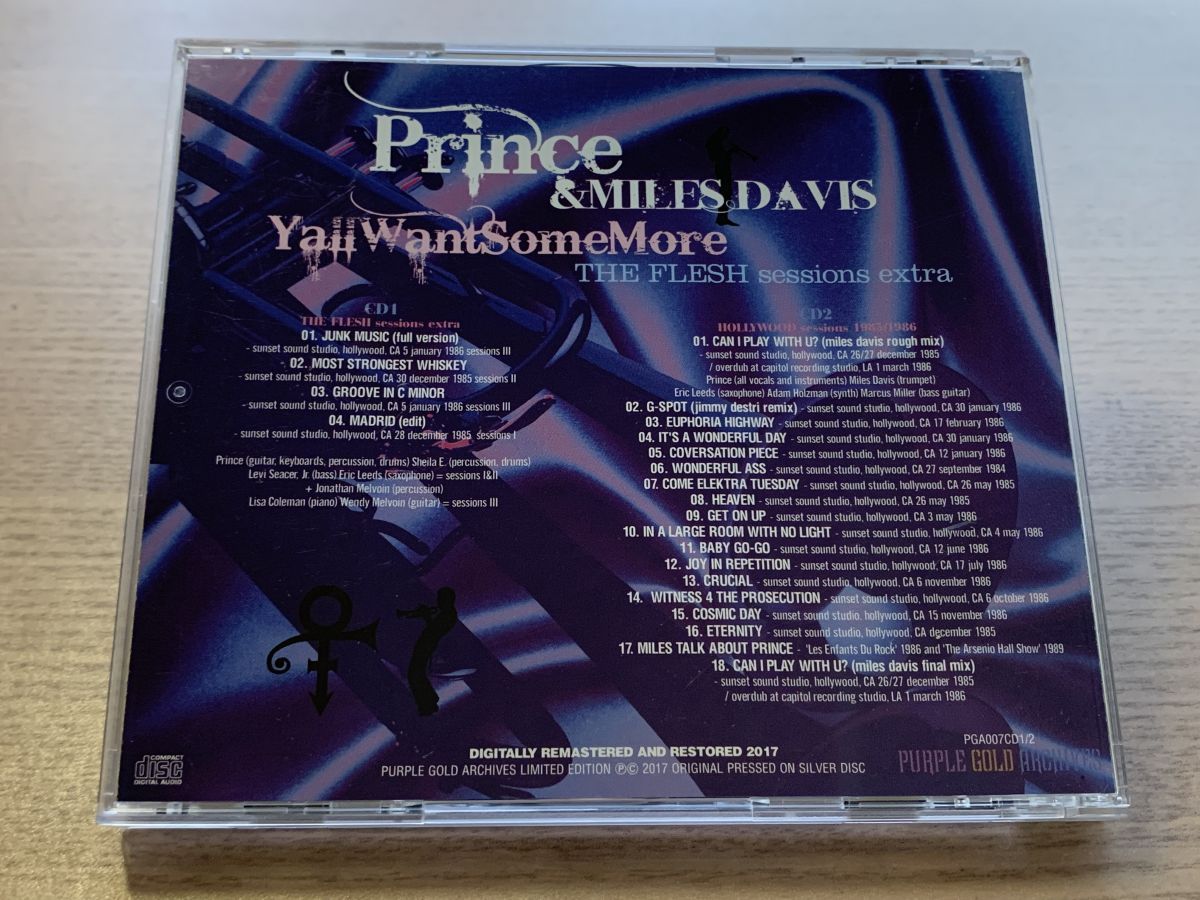 Prince
&MILES DAVIS
YallWantSomeMore
THE FLESH sessions extra
CD1
THE FLESH sessions extra
01. JUNK MUSIC (full version)
- sunset sound studio, hollywood, CA 5 january 1986 sessions III
02. MOST STRONGEST WHISKEY
- sunset sound studio, hollywood, CA 30 december 1985 sessions II
03. GROOVE IN C MINOR
- sunset sound studio, hollywood, CA 5 january 1986 sessions III
04. MADRID (edit)
- sunset sound studio, hollywood, CA 28 december 1985 sessions I
Prince (guitar, keyboards, percussion, drums) Sheila E. (percussion, drums)
Levi Seacer, Jr. (bass) Eric Leeds (saxophone) = sessions I&II
+ Jonathan Melvoin (percussion)
Lisa Coleman (piano) Wendy Melvoin (guitar) = sessions III
CD2
HOLLYWOOD sessions 1985/1986
01. CAN I PLAY WITH U? (miles davis rough mix)
- sunset sound studio, hollywood, CA 26/27 december 1985
/ overdub at capitol recording studio, LA 1 march 1986
Prince (all vocals and instruments) Miles Davis (trumpet)
Eric Leeds (saxophone) Adam Holzman (synth) Marcus Miller (bass guitar)
02. G-SPOT (jimmy destri remix) - sunset sound studio, hollywood, CA 30 january 1986
03. EUPHORIA HIGHWAY - sunset sound studio, hollywood, CA 17 february 1986
04. IT'S A WONDERFUL DAY - sunset sound studio, hollywood, CA 30 january 1986
05. COVERSATION PIECE - sunset sound studio, hollywood, CA 12 january 1986
06. WONDERFUL ASS - sunset sound studio, hollywood, CA 27 september 1984
07. COME ELEKTRA TUESDAY - sunset sound studio, hollywood, CA 26 may 1985
08. HEAVEN - sunset sound studio, hollywood, CA 26 may 1985
09. GET ON UP - sunset sound studio, hollywood, CA 3 may 1986
10. IN A LARGE ROOM WITH NO LIGHT - sunset sound studio, hollywood, CA 4 may 1986
11. BABY GO-GO - sunset sound studio, hollywood, CA 12 june 1986
12. JOY IN REPETITION - sunset sound studio, hollywood, CA 17 july 1986
13. CRUCIAL - sunset sound studio, hollywood, CA 6 november 1986
14. WITNESS 4 THE PROSECUTION - sunset sound studio, hollywood, CA 6 october 1986
15. COSMIC DAY - sunset sound studio, hollywood, CA 15 november 1986
16. ETERNITY - sunset sound studio, hollywood, CA december 1985
17. MILES TALK ABOUT PRINCE - 'Les Enfants Du Rock' 1986 and 'The Arsenio Hall Show' 1989
18. CAN I PLAY WITH U? (miles davis final mix)
- sunset sound studio, hollywood, CA 26/27 december 1985
/ overdub at capitol recording studio, LA 1 march 1986
COMPACT
disc
DIGITAL AUDIO
DIGITALLY REMASTERED AND RESTORED 2017
PURPLE GOLD ARCHIVES LIMITED EDITION ℗© 2017 ORIGINAL PRESSED ON SILVER DISC
PGA007CD1/2
PURPLE GOLD ARCHIVES